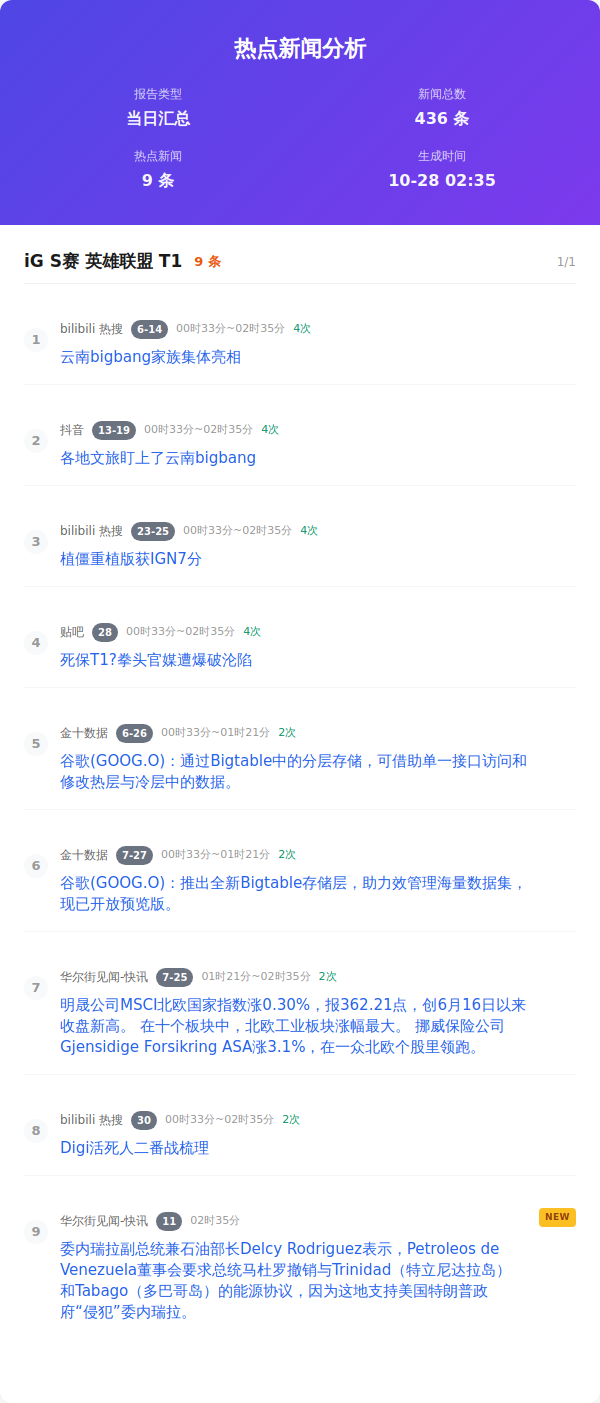 热点新闻分析
报告类型
新闻总数
当日汇总
436 条
热点新闻
生成时间
9 条
10-28 02:35
iG S赛 英雄联盟 T1 9 条 1/1
1
bilibili 热搜 6-14 00时33分~02时35分 4次
云南bigbang家族集体亮相
2
抖音 13-19 00时33分~02时35分 4次
各地文旅盯上了云南bigbang
3
bilibili 热搜 23-25 00时33分~02时35分 4次
植僵重植版获IGN7分
4
贴吧 28 00时33分~02时35分 4次
死保T1?拳头官媒遭爆破沦陷
5
金十数据 6-26 00时33分~01时21分 2次
谷歌(GOOG.O)：通过Bigtable中的分层存储，可借助单一接口访问和
修改热层与冷层中的数据。
6
金十数据 7-27 00时33分~01时21分 2次
谷歌(GOOG.O)：推出全新Bigtable存储层，助力效管理海量数据集，
现已开放预览版。
7
华尔街见闻-快讯 7-25 01时21分~02时35分 2次
明晟公司MSCI北欧国家指数涨0.30%，报362.21点，创6月16日以来
收盘新高。 在十个板块中，北欧工业板块涨幅最大。 挪威保险公司
Gjensidige Forsikring ASA涨3.1%，在一众北欧个股里领跑。
8
bilibili 热搜 30 00时33分~02时35分 2次
Digi活死人二番战梳理
9
华尔街见闻-快讯 11 02时35分 NEW
委内瑞拉副总统兼石油部长Delcy Rodriguez表示，Petroleos de
Venezuela董事会要求总统马杜罗撤销与Trinidad（特立尼达拉岛）
和Tabago（多巴哥岛）的能源协议，因为这地支持美国特朗普政
府“侵犯”委内瑞拉。